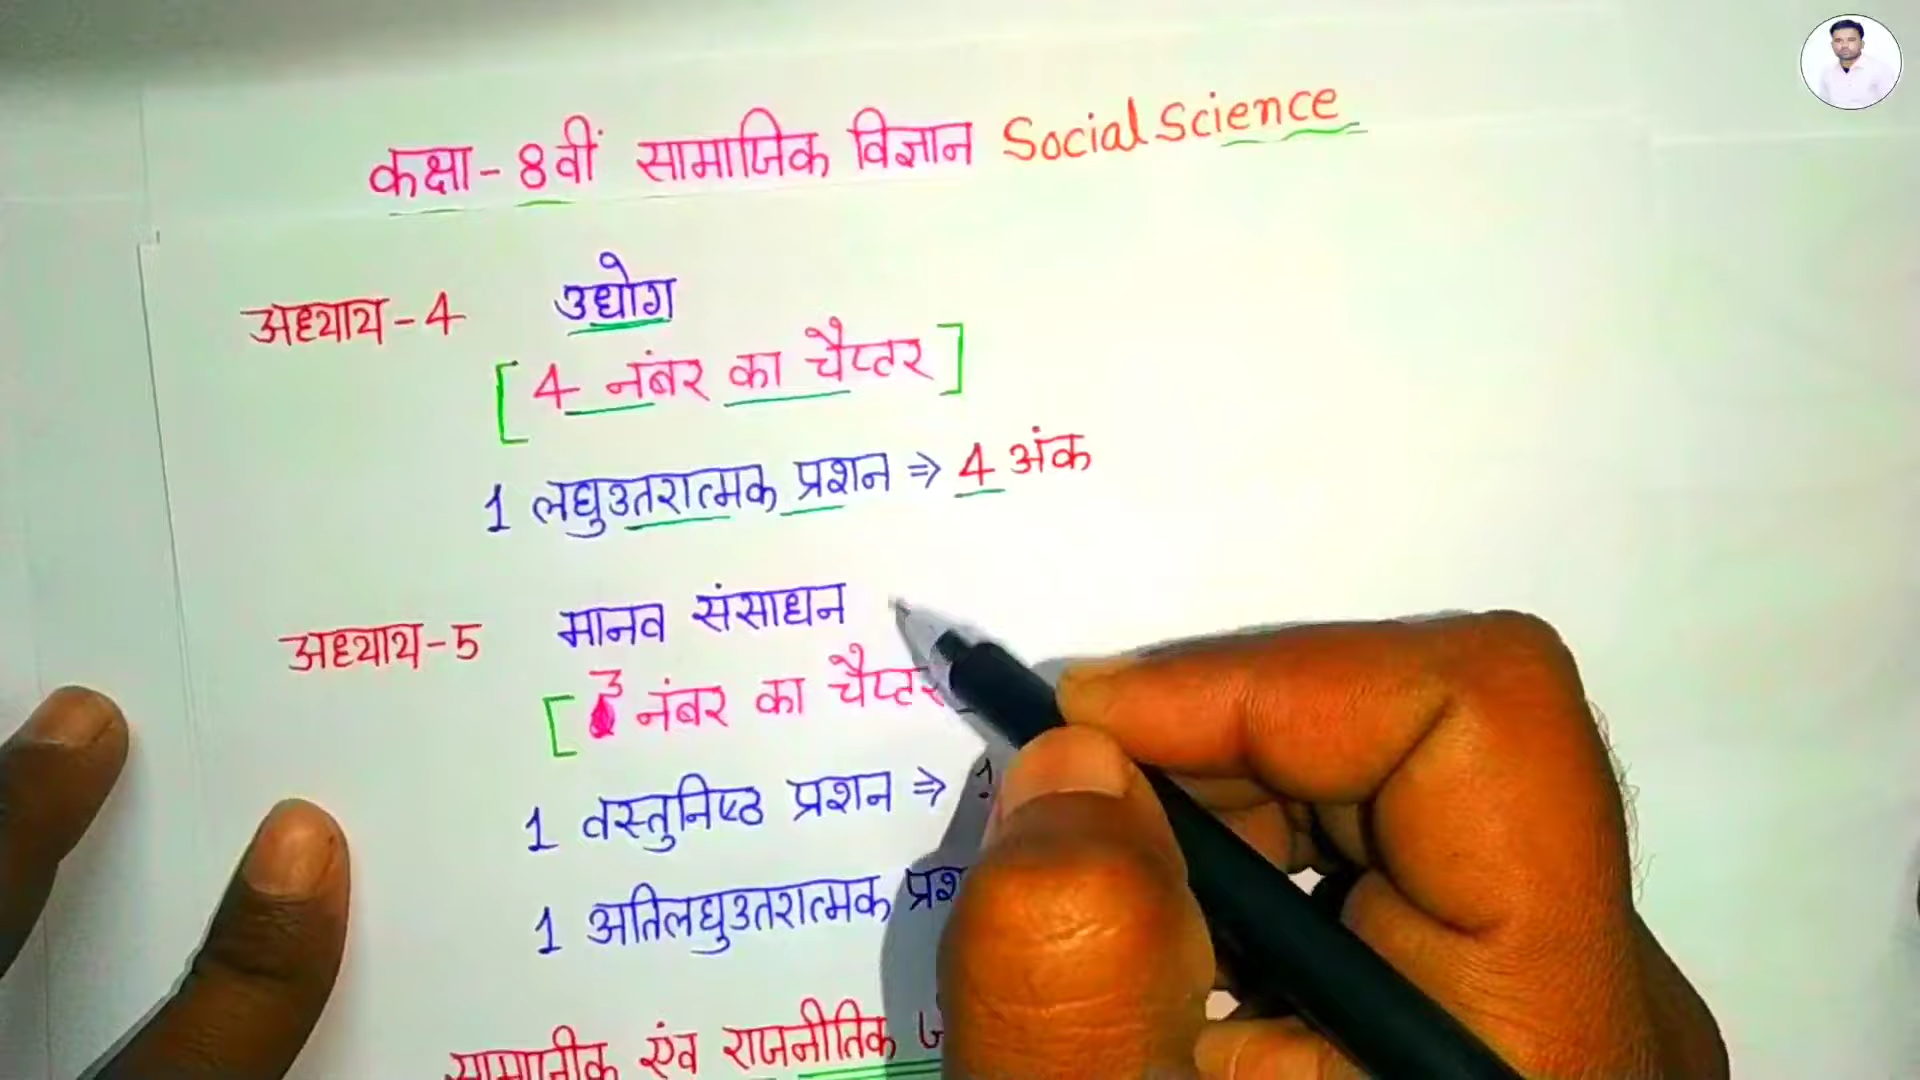 कक्षा - 8वीं सामाजिक विज्ञान Social Science
अध्याय - 4 उद्योग
[ 4 नंबर का चैप्टर ]
1 लघुउतरात्मक प्रशन ⇒ 4 अंक
अध्याय - 5 मानव संसाधन
[ 3 नंबर का चैप्टर
1 वस्तुनिष्ठ प्रशन ⇒ 1
1 अतिलघुउतरात्मक
एंव राजनीतिक